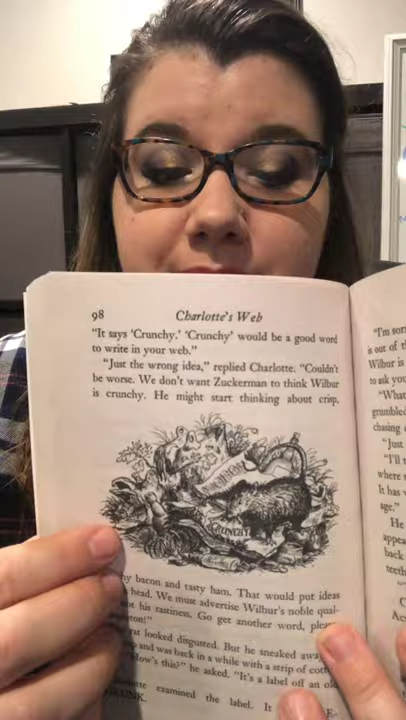 98 Charlotte's Web
"It says 'Crunchy.' 'Crunchy' would be a good word
to write in your web."
"Just the wrong idea," replied Charlotte. "Couldn't
be worse. We don't want Zuckerman to think Wilbur
is crunchy. He might start thinking about crisp,
CRUNCHY
bacon and tasty ham. That would put ideas
head. We must advertise Wilbur's noble qual-
not his tastiness. Go get another word, please
rat looked disgusted. But he sneaked away
and was back in a while with a strip of
"How's this?" he asked. "It's a label off an old
examined the label. It
"I'm
is out of
Wilbur is
to ask you
"What
grumbled
chasing
"Just
"I'll
where
It has
age."
He
appea
back
teeth